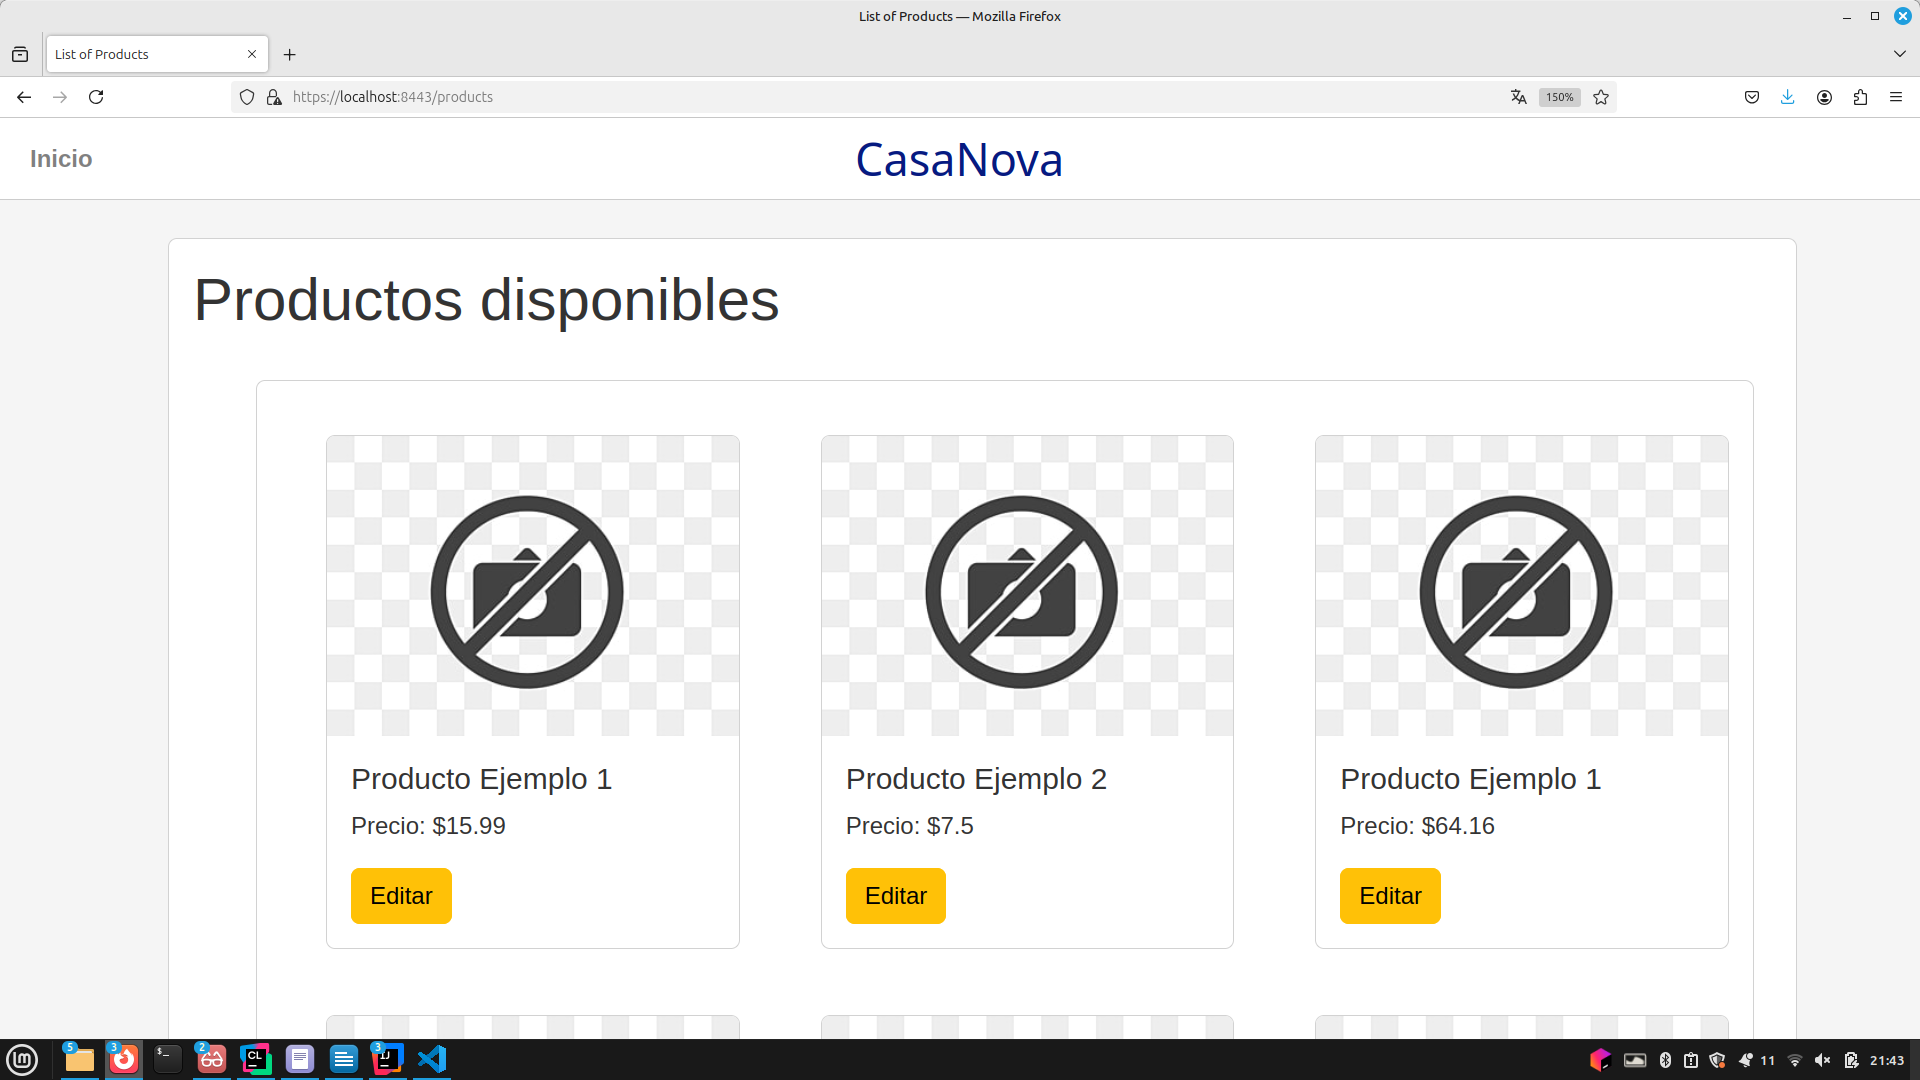 List of Products — Mozilla Firefox
List of Products
https://localhost:8443/products
150%
Inicio
CasaNova
Productos disponibles
Producto Ejemplo 1
Precio: $15.99
Editar
Producto Ejemplo 2
Precio: $7.5
Editar
Producto Ejemplo 1
Precio: $64.16
Editar
5
3
$_
2
CL
3
IJ
11
21:43